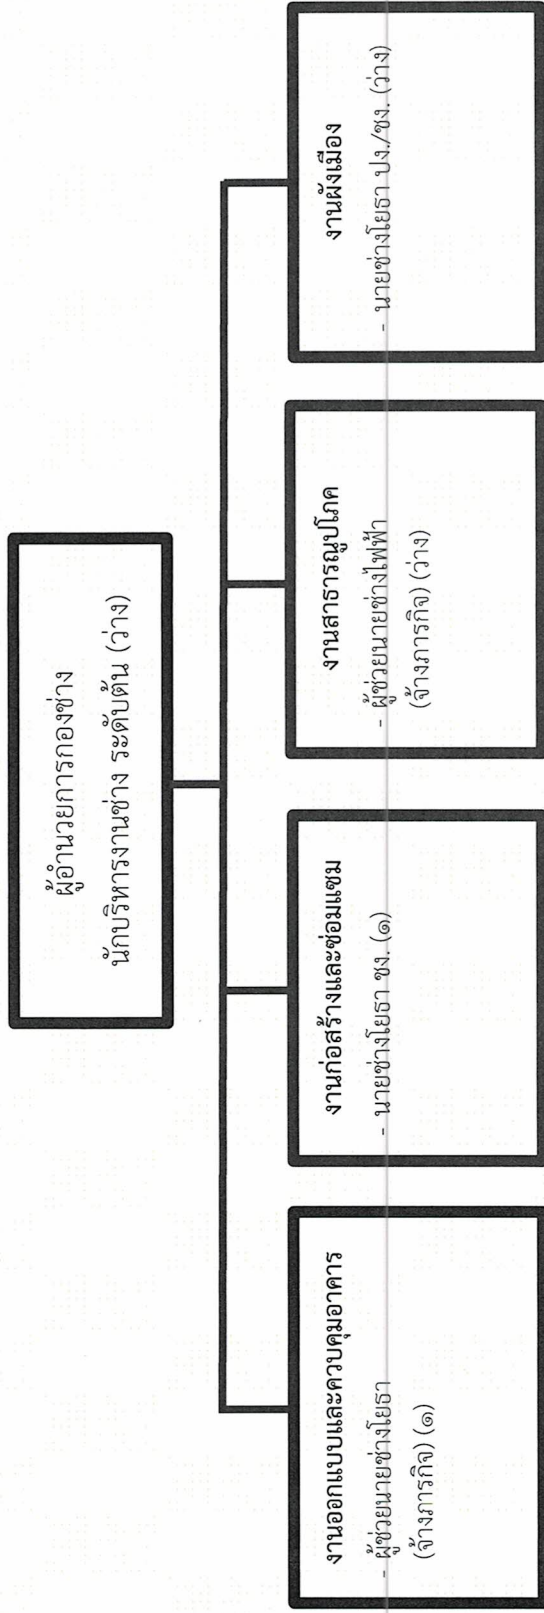 ผู้อำนวยการกองช่าง
นักบริหารงานช่าง ระดับต้น (ว่าง)
งานออกแบบและควบคุมอาคาร
- ผู้ช่วยนายช่างโยธา
(จ้างภารกิจ) (๑)
งานก่อสร้างและซ่อมแซม
- นายช่างโยธา ชง. (๑)
งานสาธารณูปโภค
- ผู้ช่วยนายช่างไฟฟ้า
(จ้างภารกิจ) (ว่าง)
งานผังเมือง
- นายช่างโยธา ปง./ชง. (ว่าง)